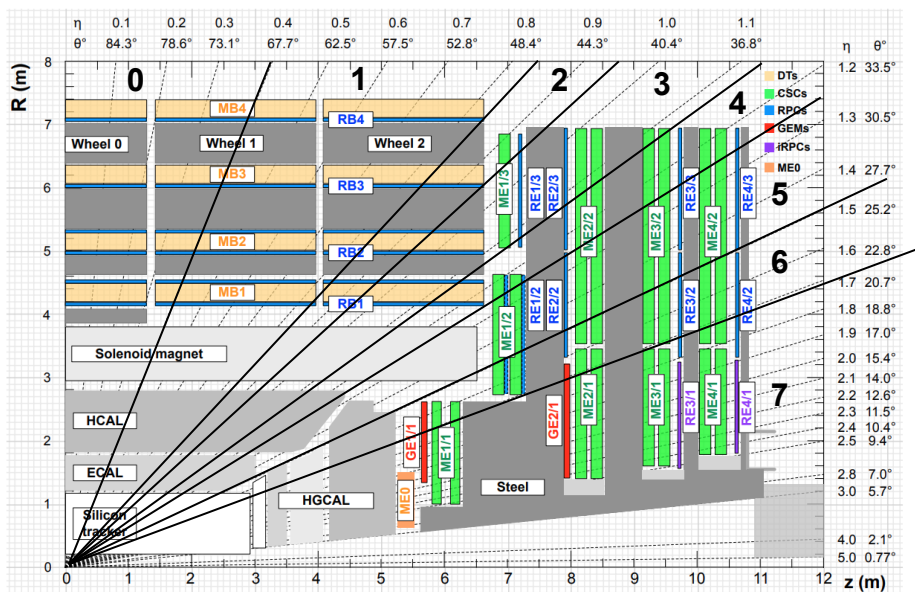 η 0.1 0.2 0.3 0.4 0.5 0.6 0.7 0.8 0.9 1.0 1.1
θ° 84.3° 78.6° 73.1° 67.7° 62.5° 57.5° 52.8° 48.4° 44.3° 40.4° 36.8° η θ°
R (m)
8
7
6
5
4
3
2
1
0
0 1 2 3 4 5 6 7
1.2 33.5°
1.3 30.5°
1.4 27.7°
1.5 25.2°
1.6 22.8°
1.7 20.7°
1.8 18.8°
1.9 17.0°
2.0 15.4°
2.1 14.0°
2.2 12.6°
2.3 11.5°
2.4 10.4°
2.5 9.4°
2.8 7.0°
3.0 5.7°
4.0 2.1°
5.0 0.77°
DTs
CSCs
RPCs
GEMs
iRPCs
ME0
MB4
RB4
Wheel 0 Wheel 1 Wheel 2
MB3
RB3
MB2
RB2
MB1
RB1
Solenoid magnet
HCAL
ECAL
Silicon
tracker
HGCAL
Steel
ME1/3
RE1/3
RE2/3
ME2/2
ME3/2
RE3/3
ME4/2
RE4/3
ME1/2
RE1/2
RE2/2
RE3/2
RE4/2
GE1/1
ME1/1
ME0
GE2/1
ME2/1
ME3/1
RE3/1
ME4/1
RE4/1
0 1 2 3 4 5 6 7 8 9 10 11 12
z (m)